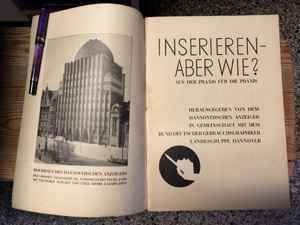 HOCHHAUS DES HANNOVERSCHEN ANZEIGERS
INSERIEREN-
ABER WIE?
AUS DER PRAXIS FÜR DIE PRAXIS
HERAUSGEGEBEN VON DEM
HANNOVERSCHEN ANZEIGER
IN GEMEINSCHAFT MIT DEM
BUND DEUTSCHER GEBRAUCHSGRAPHIKER
LANDESGRUPPE HANNOVER